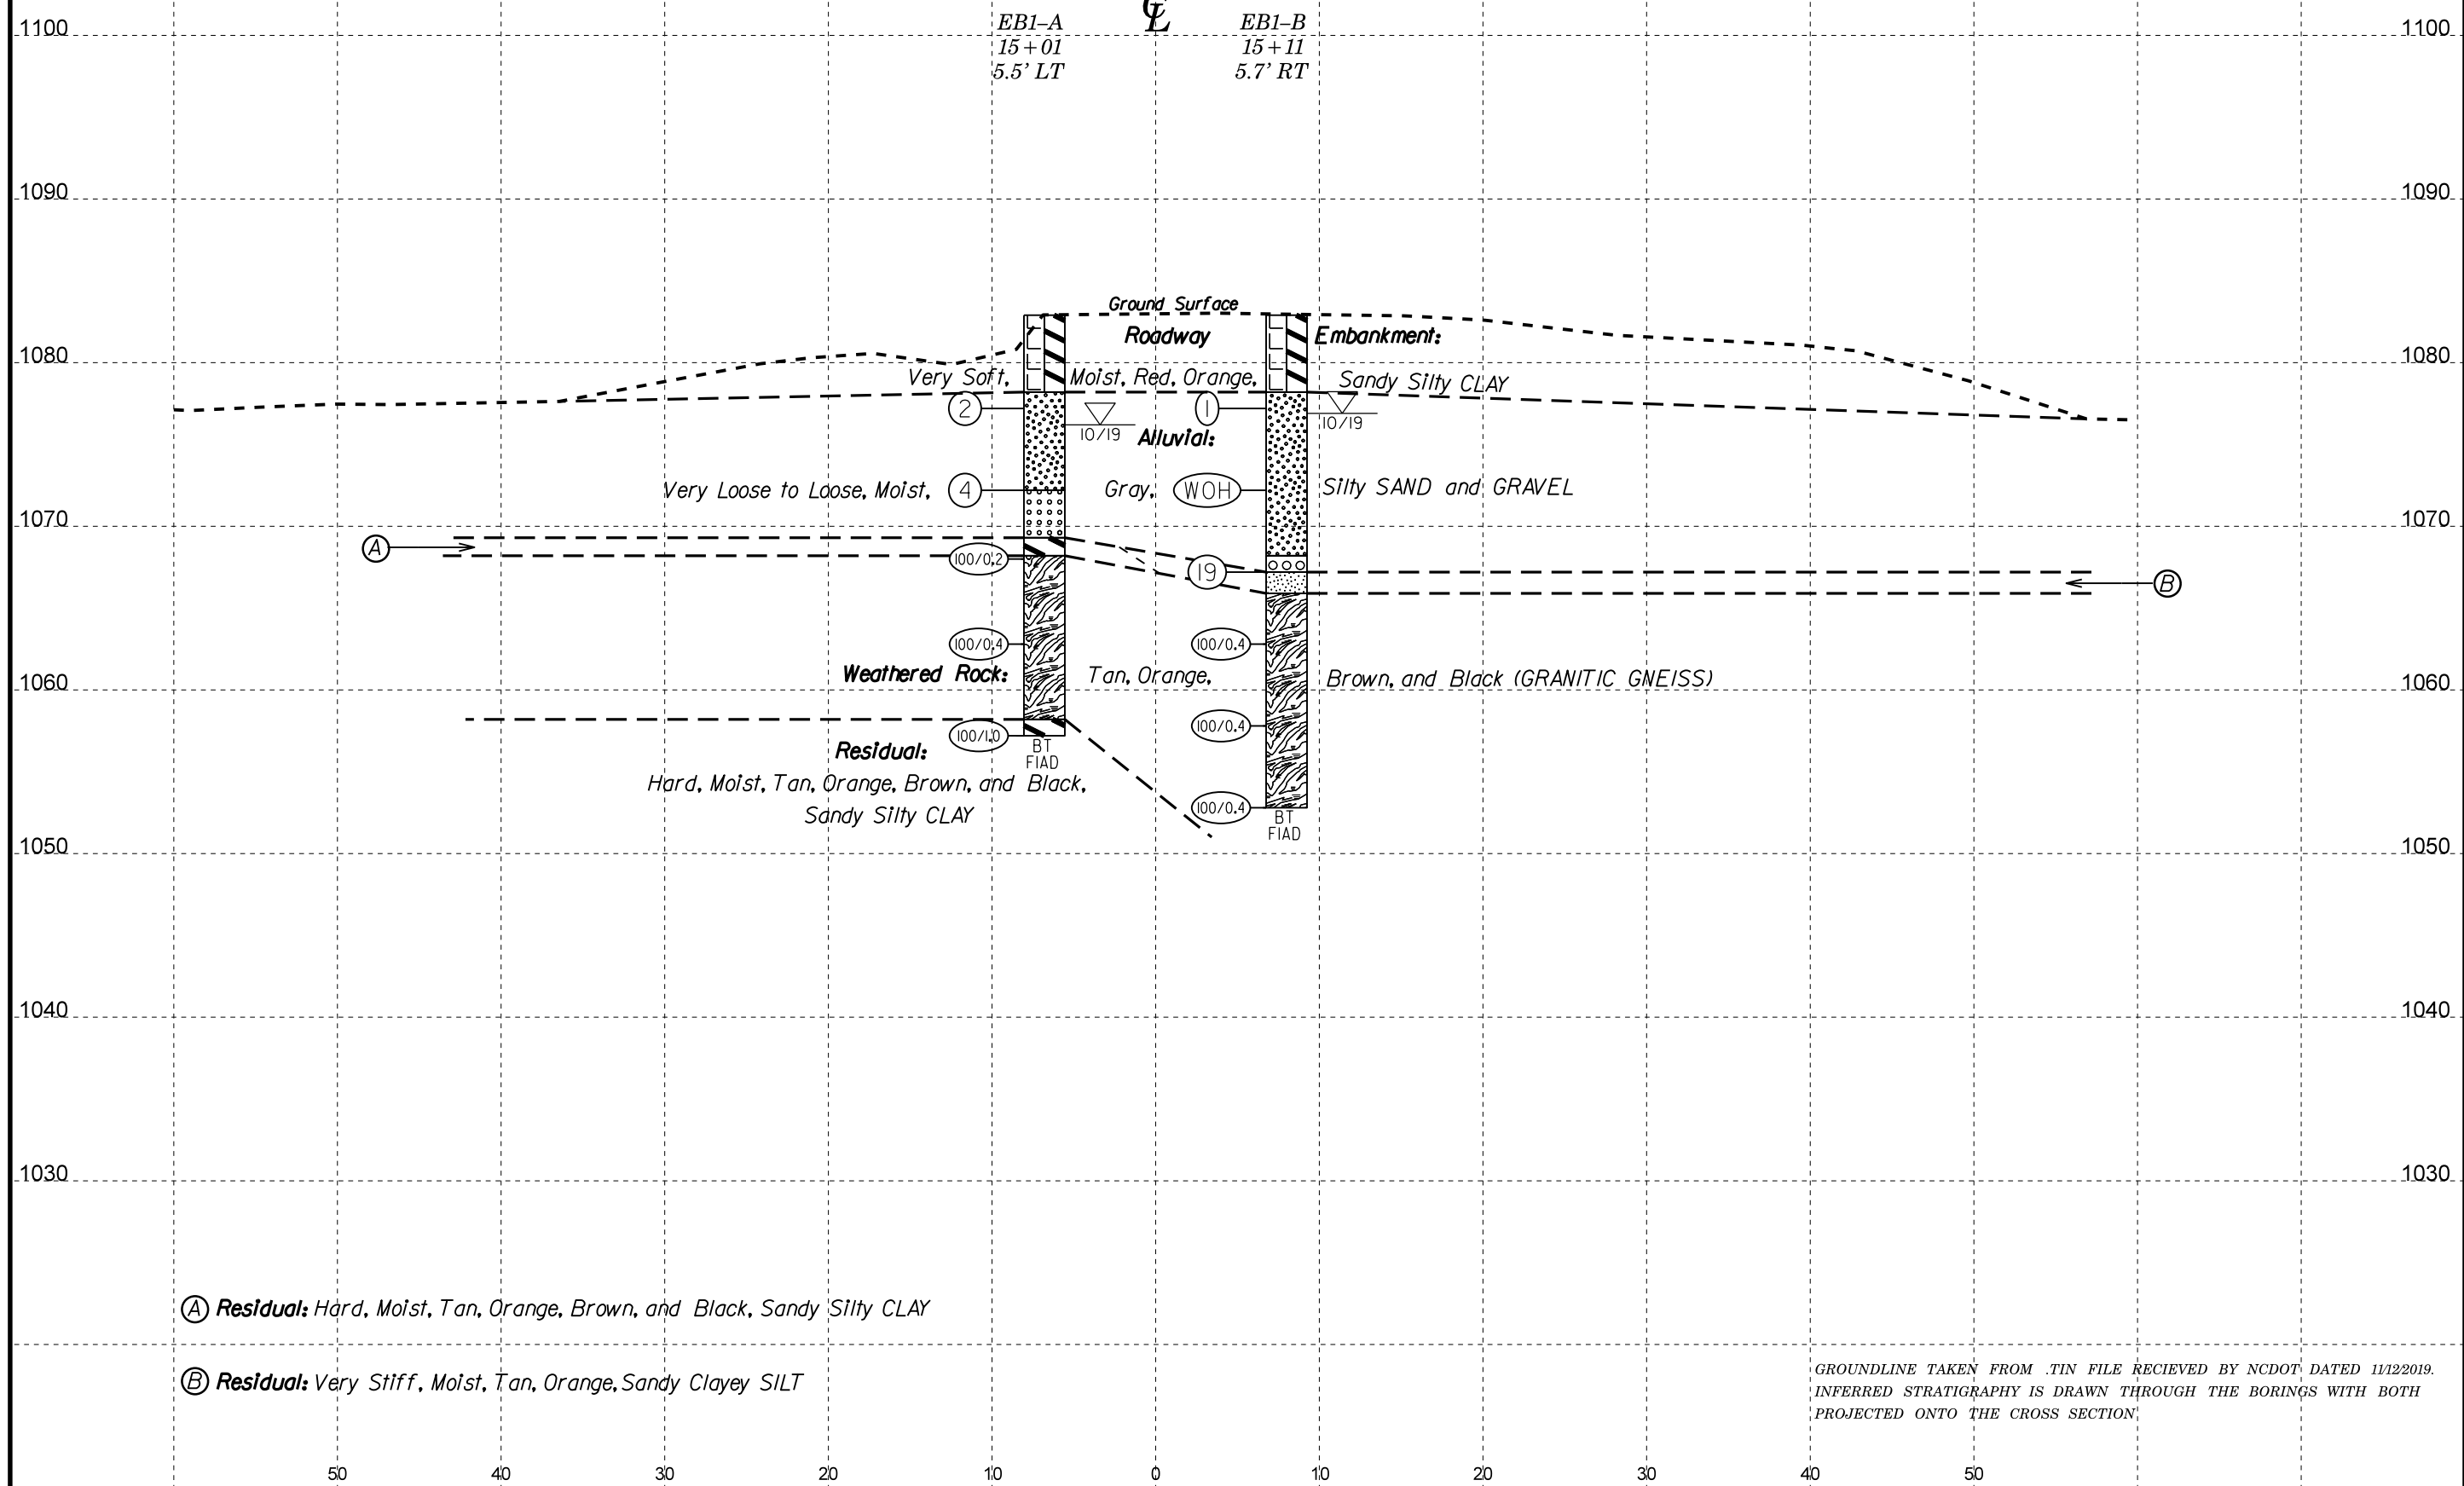 ℄
EB1–A
15+01
5.5' LT
EB1–B
15+11
5.7' RT
1100 1100
1090 1090
Ground Surface
Roadway Embankment:
1080 1080
Very Soft, Moist, Red, Orange, Sandy Silty CLAY
2 1
10/19 10/19
Alluvial:
Very Loose to Loose, Moist, 4 Gray, WOH Silty SAND and GRAVEL
1070 1070
A
100/0.2 19 B
100/0.4 100/0.4
Weathered Rock: Tan, Orange, Brown, and Black (GRANITIC GNEISS)
1060 1060
100/0.4
100/1.0
BT
FIAD
Residual:
Hard, Moist, Tan, Orange, Brown, and Black,
Sandy Silty CLAY
100/0.4
BT
FIAD
1050 1050
1040 1040
1030 1030
A Residual: Hard, Moist, Tan, Orange, Brown, and Black, Sandy Silty CLAY
B Residual: Very Stiff, Moist, Tan, Orange, Sandy Clayey SILT
GROUNDLINE TAKEN FROM .TIN FILE RECIEVED BY NCDOT DATED 11/12/2019.
INFERRED STRATIGRAPHY IS DRAWN THROUGH THE BORINGS WITH BOTH
PROJECTED ONTO THE CROSS SECTION
50 40 30 20 10 0 10 20 30 40 50